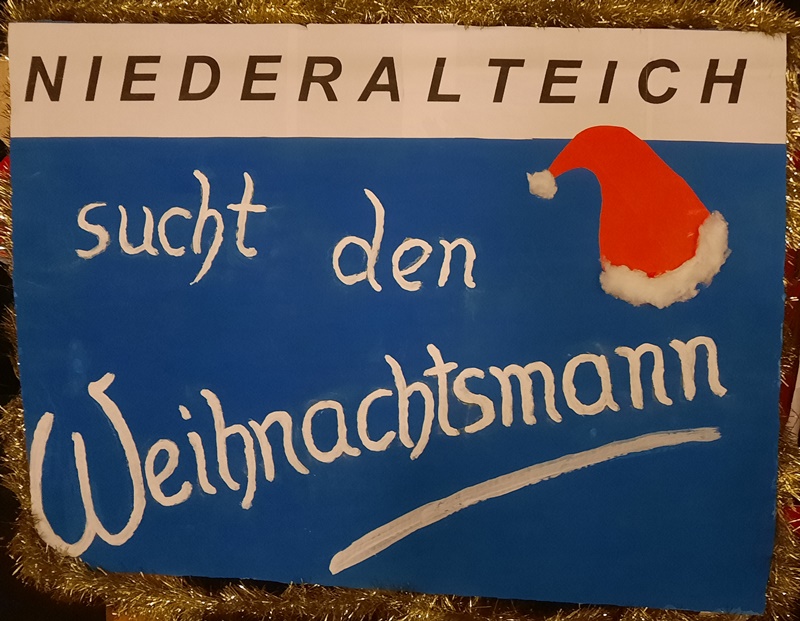 NIEDERALTEICH
sucht den
Weihnachtsmann